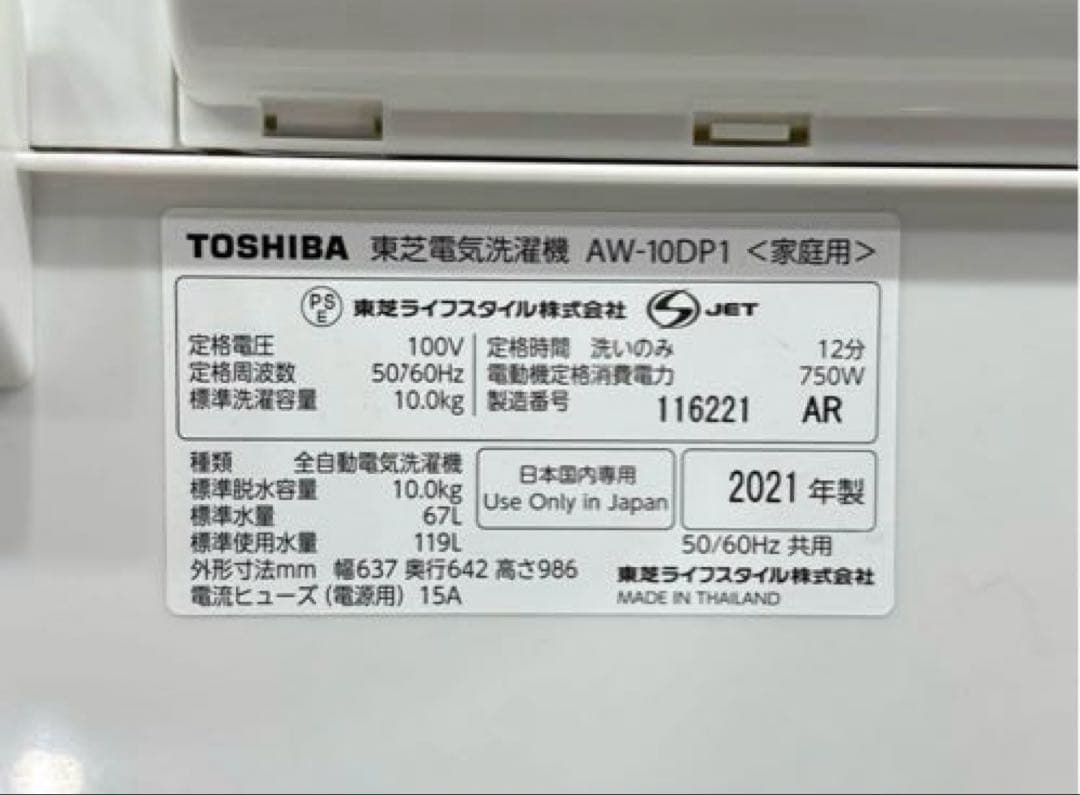 TOSHIBA 東芝電気洗濯機 AW-10DP1 <家庭用>
PS E 東芝ライフスタイル株式会社 S JET
定格電圧 100V
定格周波数 50/60Hz
標準洗濯容量 10.0kg
定格時間 洗いのみ 12分
電動機定格消費電力 750W
製造番号 116221 AR
種類 全自動電気洗濯機
標準脱水容量 10.0kg
標準水量 67L
標準使用水量 119L
外形寸法mm 幅637 奥行642 高さ986
電流ヒューズ (電源用) 15A
日本国内専用
Use Only in Japan
2021 年製
50/60Hz 共用
東芝ライフスタイル株式会社
MADE IN THAILAND